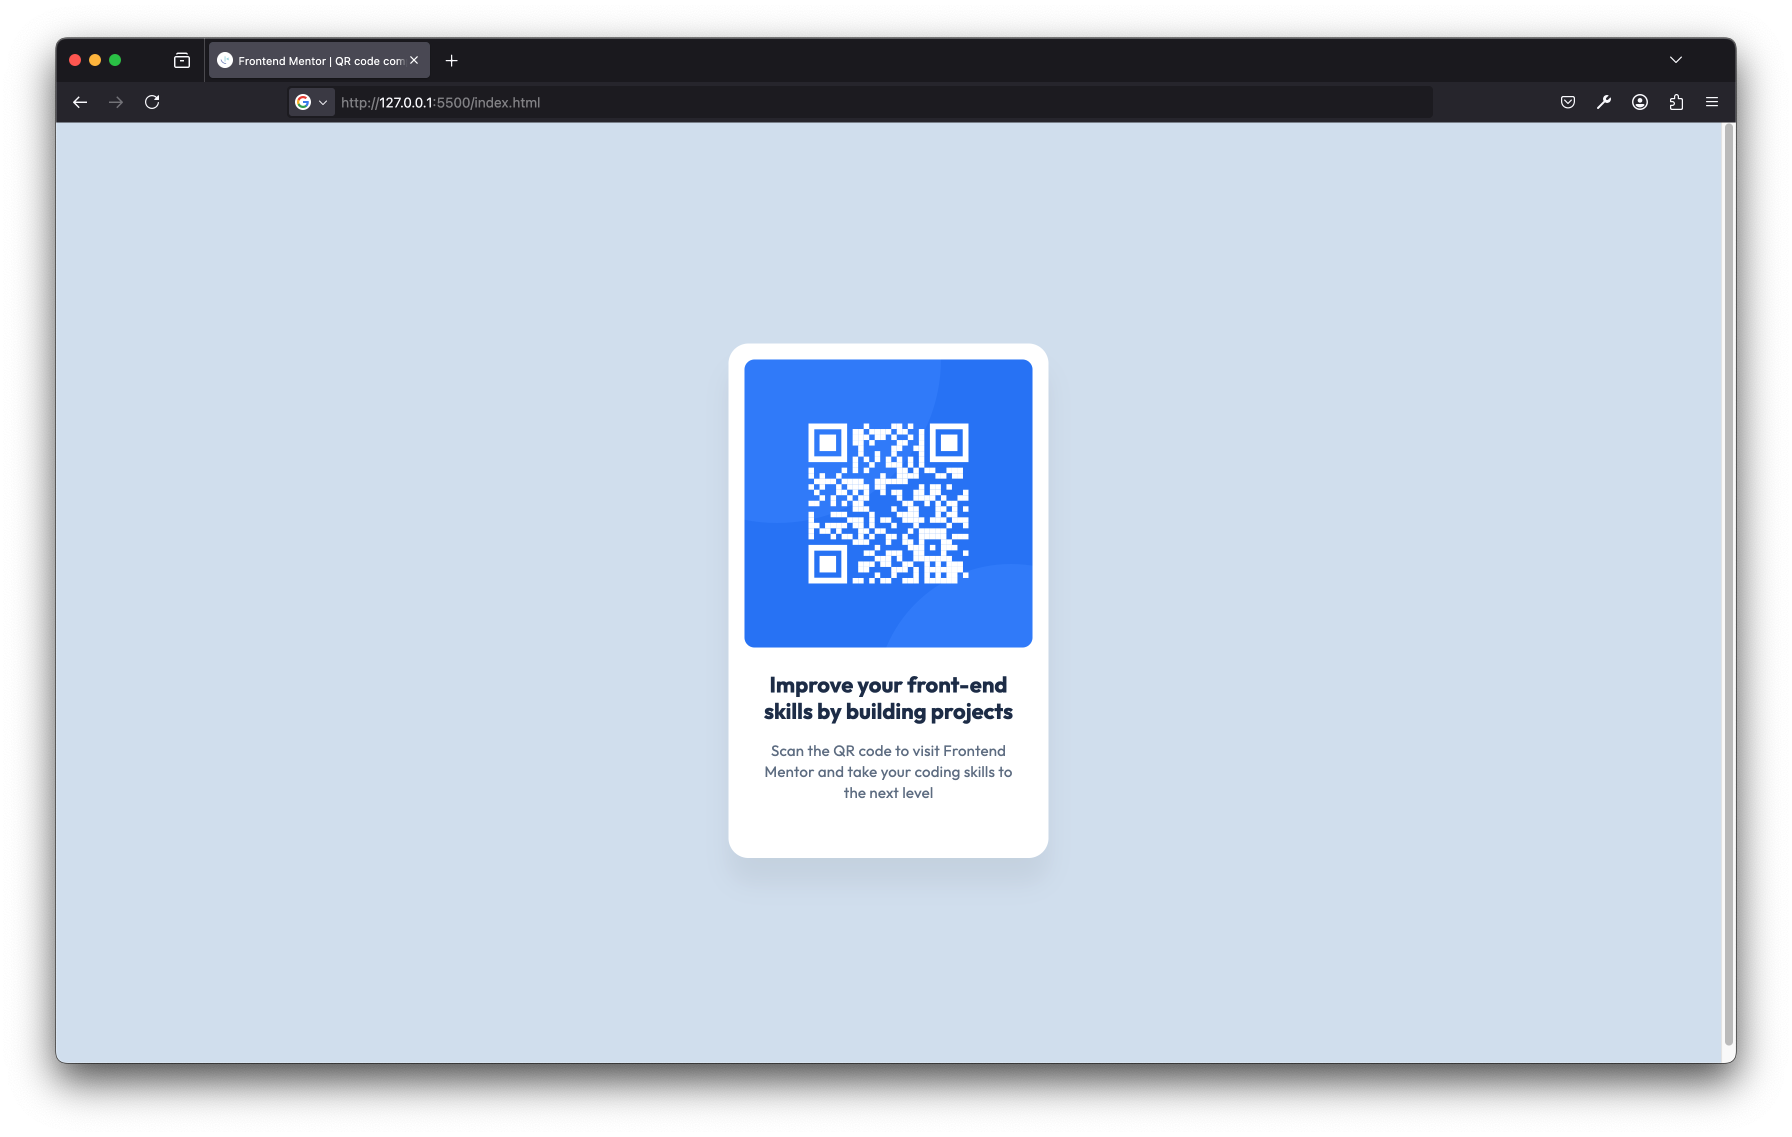 Frontend Mentor | QR code com
http://127.0.0.1:5500/index.html
Improve your front-end
skills by building projects
Scan the QR code to visit Frontend
Mentor and take your coding skills to
the next level